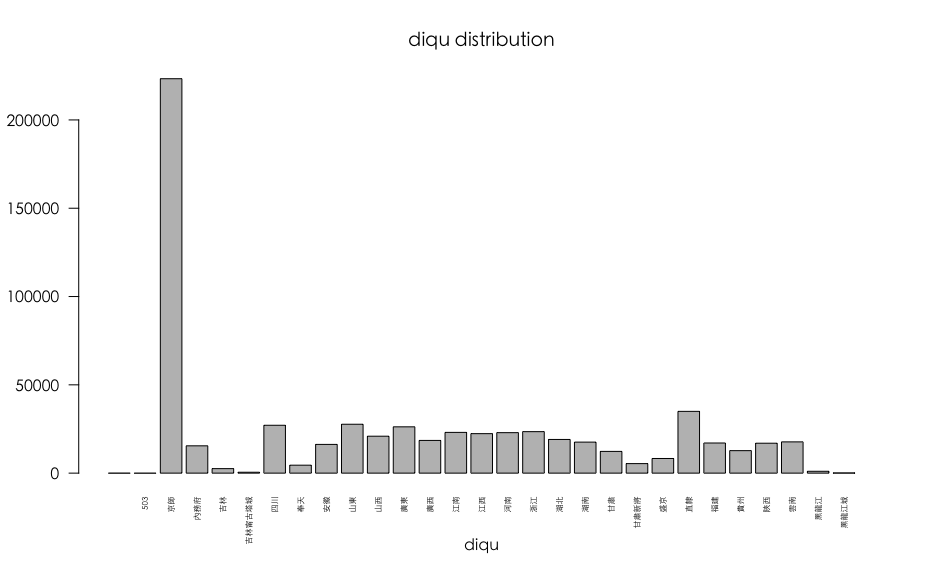 diqu distribution
200000
150000
100000
50000
0
503
京師
内務府
吉林
吉林甯古塔城
四川
奉天
安徽
山東
山西
廣東
廣西
江南
江西
河南
浙江
湖北
湖南
甘肅
甘肅新將
盛京
直隸
福建
貴州
陝西
雲南
黑龍江
黑龍江城
diqu